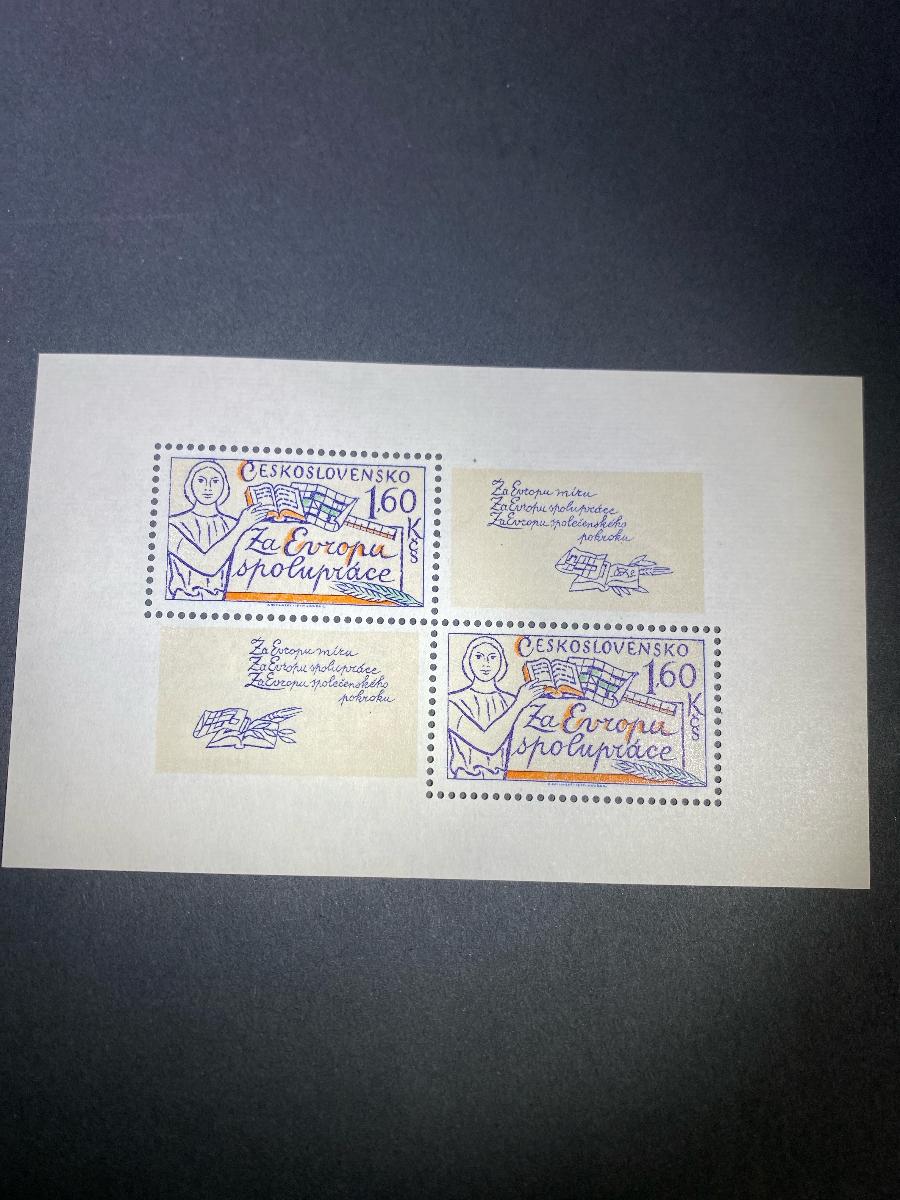 ČESKOSLOVENSKO
1,60
Kčs
Za Evropu
spolupráce
Za Evropu míru
Za Evropu spolupráce
Za Evropu společenského
pokroku
Za Evropu míru
Za Evropu spolupráce
Za Evropu společenského
pokroku
ČESKOSLOVENSKO
1,60
Kčs
Za Evropu
spolupráce